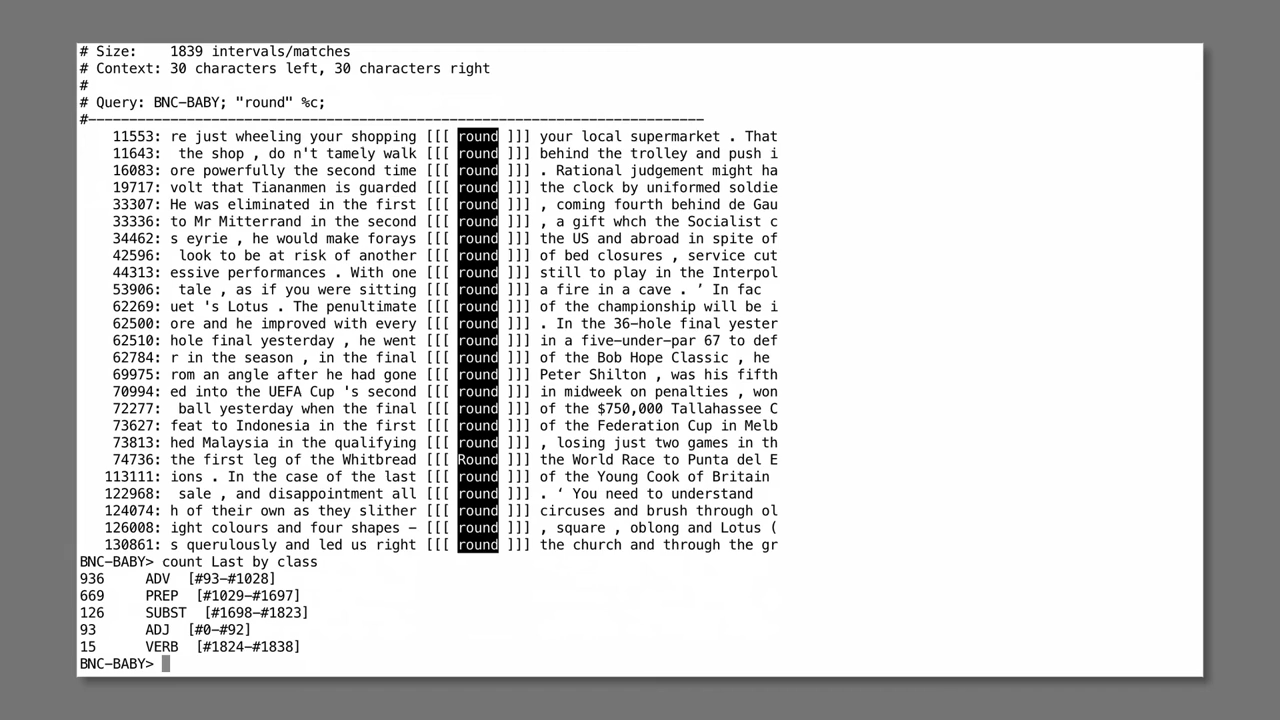 # Size:    1839 intervals/matches
# Context: 30 characters left, 30 characters right
#
# Query: BNC-BABY; "round" %c;
#---------------------------------------------------------------------------
11553: re just wheeling your shopping [[[ round ]]] your local supermarket . That
11643:  the shop , do n't tamely walk [[[ round ]]] behind the trolley and push i
16083: ore powerfully the second time [[[ round ]]] . Rational judgement might ha
19717: volt that Tiananmen is guarded [[[ round ]]] the clock by uniformed soldie
33307: He was eliminated in the first [[[ round ]]] , coming fourth behind de Gau
33336: to Mr Mitterrand in the second [[[ round ]]] , a gift whch the Socialist c
34462: s eyrie , he would make forays [[[ round ]]] the US and abroad in spite of
42596:  look to be at risk of another [[[ round ]]] of bed closures , service cut
44313: essive performances . With one [[[ round ]]] still to play in the Interpol
53906: tale , as if you were sitting [[[ round ]]] a fire in a cave . ’ In fac
62269: uet 's Lotus . The penultimate [[[ round ]]] of the championship will be i
62500: ore and he improved with every [[[ round ]]] . In the 36-hole final yester
62510: hole final yesterday , he went [[[ round ]]] in a five-under-par 67 to def
62784: r in the season , in the final [[[ round ]]] of the Bob Hope Classic , he
69975: rom an angle after he had gone [[[ round ]]] Peter Shilton , was his fifth
70994: ed into the UEFA Cup 's second [[[ round ]]] in midweek on penalties , won
72277:  ball yesterday when the final [[[ round ]]] of the $750,000 Tallahassee C
73627: feat to Indonesia in the first [[[ round ]]] of the Federation Cup in Melb
73813: hed Malaysia in the qualifying [[[ round ]]] , losing just two games in th
74736: the first leg of the Whitbread [[[ Round ]]] the World Race to Punta del E
113111: ions . In the case of the last [[[ round ]]] of the Young Cook of Britain
122968:  sale , and disappointment all [[[ round ]]] . ‘ You need to understand
124074: h of their own as they slither [[[ round ]]] circuses and brush through ol
126008: ight colours and four shapes — [[[ round ]]] , square , oblong and Lotus (
130861: s querulously and led us right [[[ round ]]] the church and through the gr
BNC-BABY> count Last by class
936     ADV  [#93-#1028]
669     PREP  [#1029-#1697]
126     SUBST  [#1698-#1823]
93      ADJ  [#0-#92]
15      VERB  [#1824-#1838]
BNC-BABY>